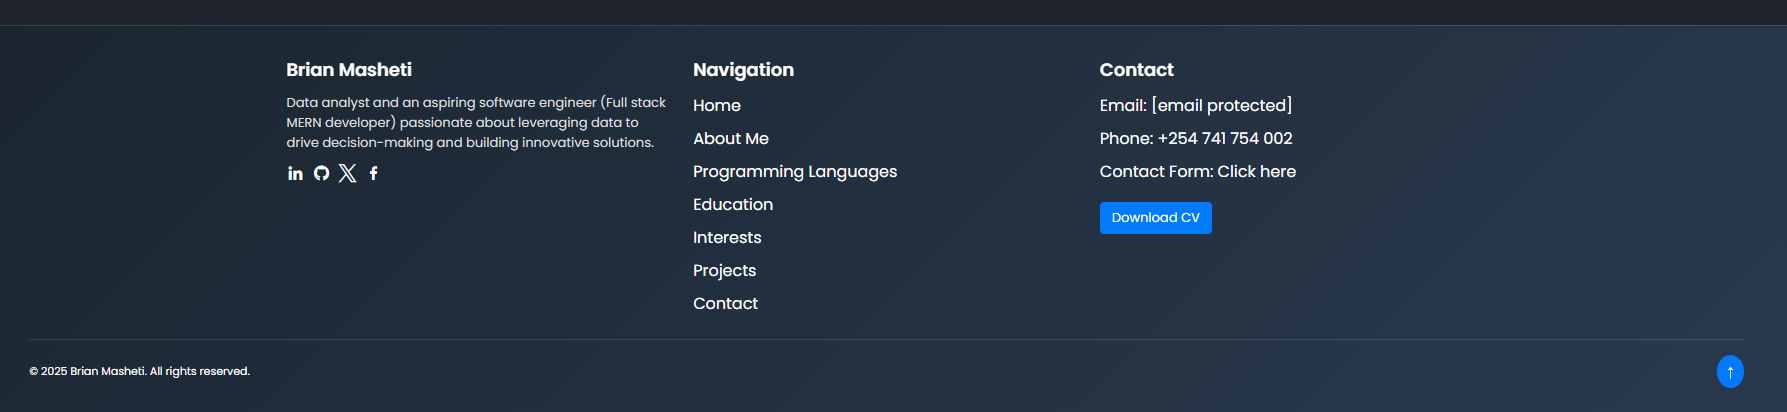 Brian Masheti
Data analyst and an aspiring software engineer (Full stack
MERN developer) passionate about leveraging data to
drive decision-making and building innovative solutions.
in
X
f
Navigation
Home
About Me
Programming Languages
Education
Interests
Projects
Contact
Contact
Email: [email protected]
Phone: +254 741 754 002
Contact Form: Click here
Download CV
© 2025 Brian Masheti. All rights reserved.
↑